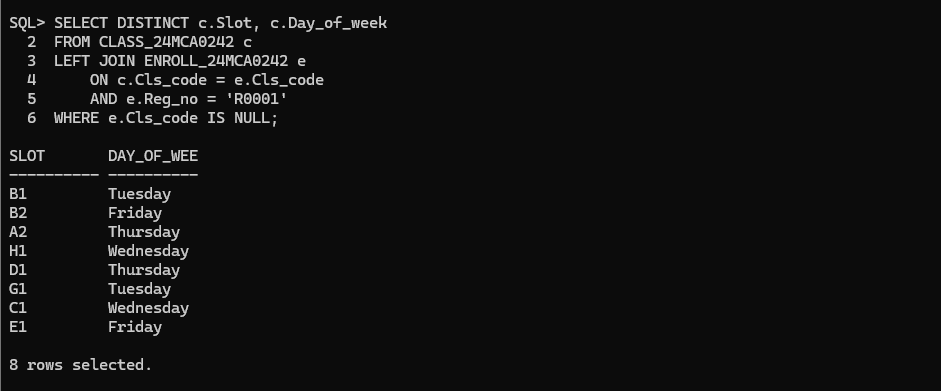 SQL> SELECT DISTINCT c.Slot, c.Day_of_week
  2  FROM CLASS_24MCA0242 c
  3  LEFT JOIN ENROLL_24MCA0242 e
  4      ON c.Cls_code = e.Cls_code
  5      AND e.Reg_no = 'R0001'
  6  WHERE e.Cls_code IS NULL;

SLOT       DAY_OF_WEE
---------- ----------
B1         Tuesday
B2         Friday
A2         Thursday
H1         Wednesday
D1         Thursday
G1         Tuesday
C1         Wednesday
E1         Friday

8 rows selected.